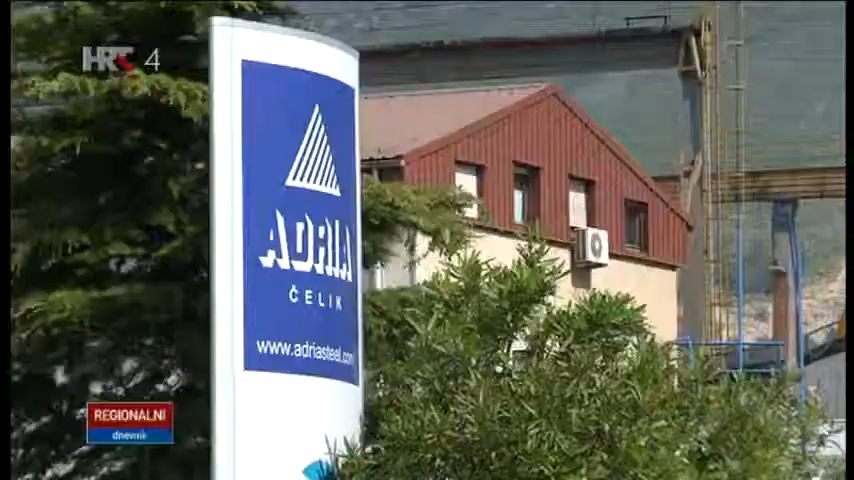 HRT 4
ADRIA
ČELIK
www.adriasteel.com
REGIONALNI
dnevnik